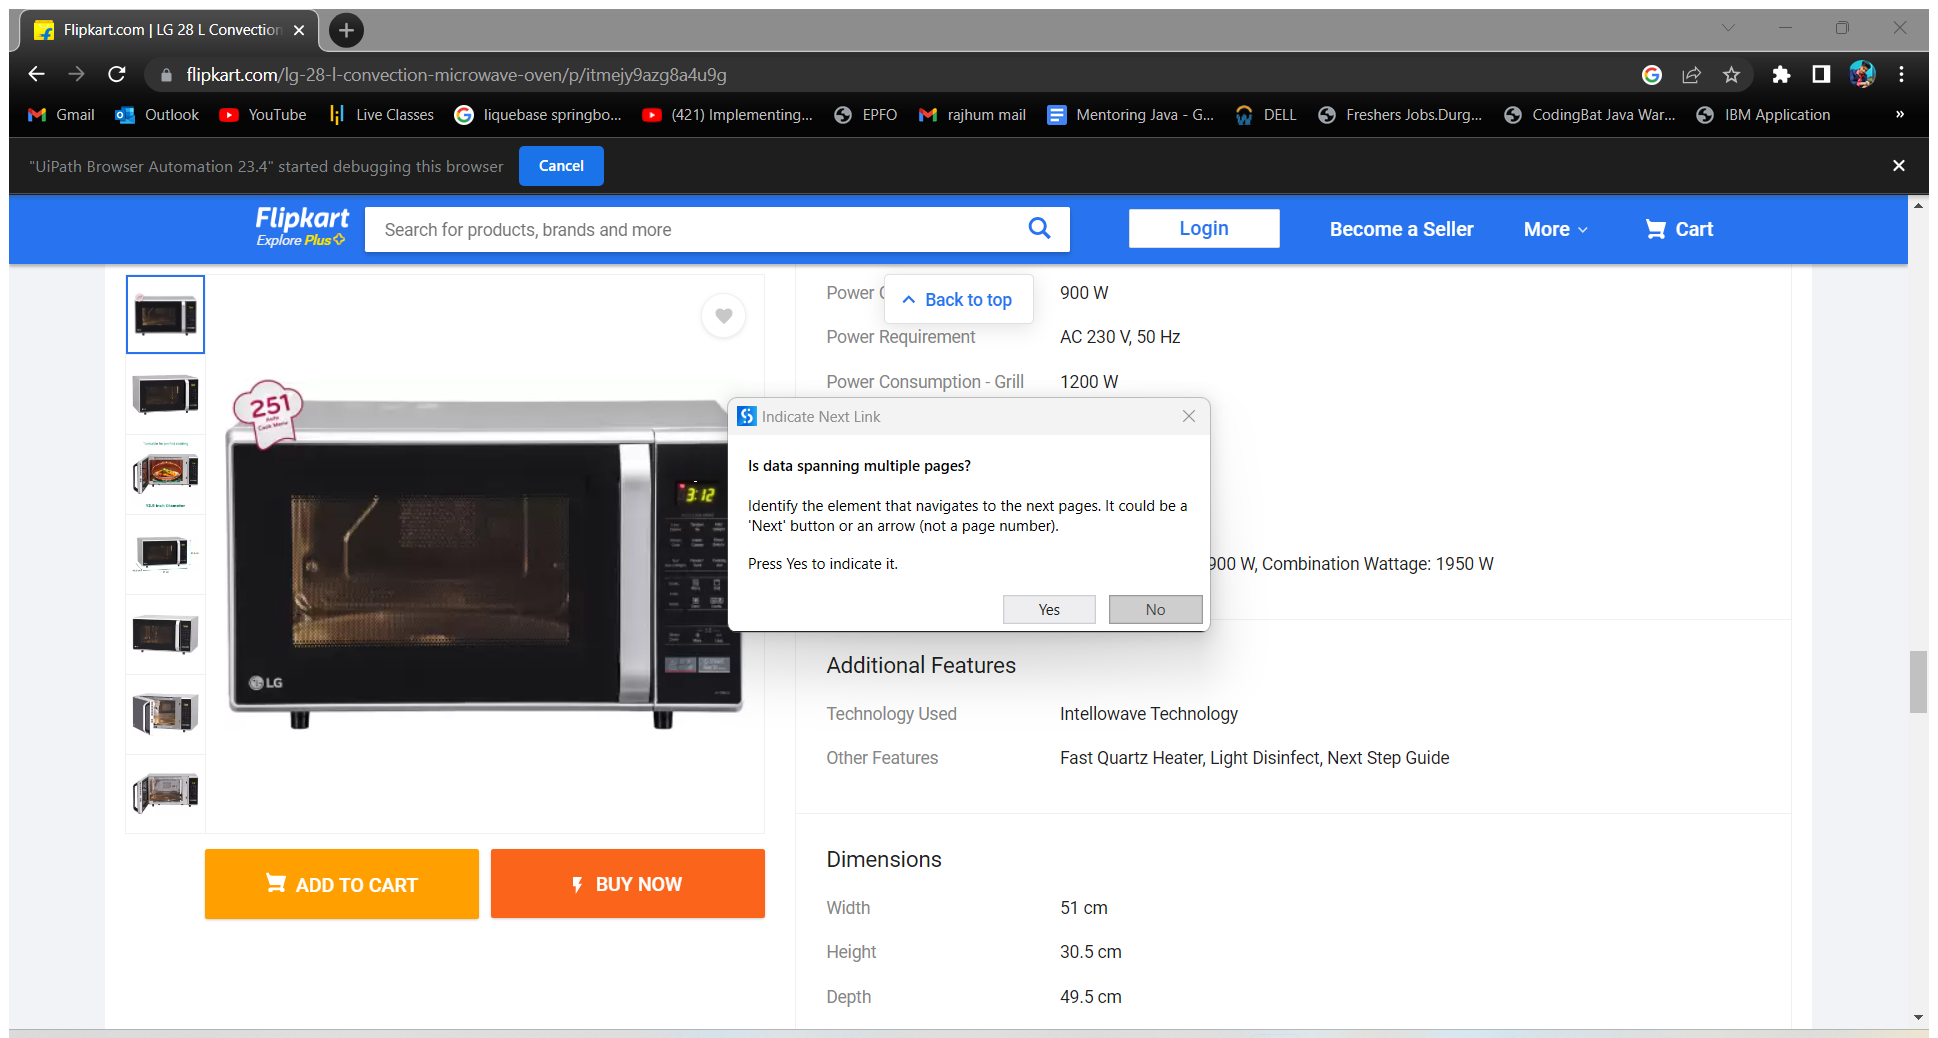 Flipkart.com | LG 28 L Convection
flipkart.com/lg-28-l-convection-microwave-oven/p/itmejy9azg8a4u9g
Gmail Outlook YouTube Live Classes liquebase springbo... (421) Implementing... EPFO rajhum mail Mentoring Java - G... DELL Freshers Jobs.Durg... CodingBat Java War... IBM Application »
"UiPath Browser Automation 23.4" started debugging this browser Cancel
Flipkart
Explore Plus
Search for products, brands and more
Login
Become a Seller
More
Cart
Back to top
Power C 900 W
Power Requirement AC 230 V, 50 Hz
Power Consumption - Grill 1200 W
251
Auto
Cook Menu
3:12
LG
Indicate Next Link
Is data spanning multiple pages?
Identify the element that navigates to the next pages. It could be a
'Next' button or an arrow (not a page number).
Press Yes to indicate it.
Yes No
900 W, Combination Wattage: 1950 W
Additional Features
Technology Used Intellowave Technology
Other Features Fast Quartz Heater, Light Disinfect, Next Step Guide
Dimensions
Width 51 cm
Height 30.5 cm
Depth 49.5 cm
ADD TO CART
BUY NOW